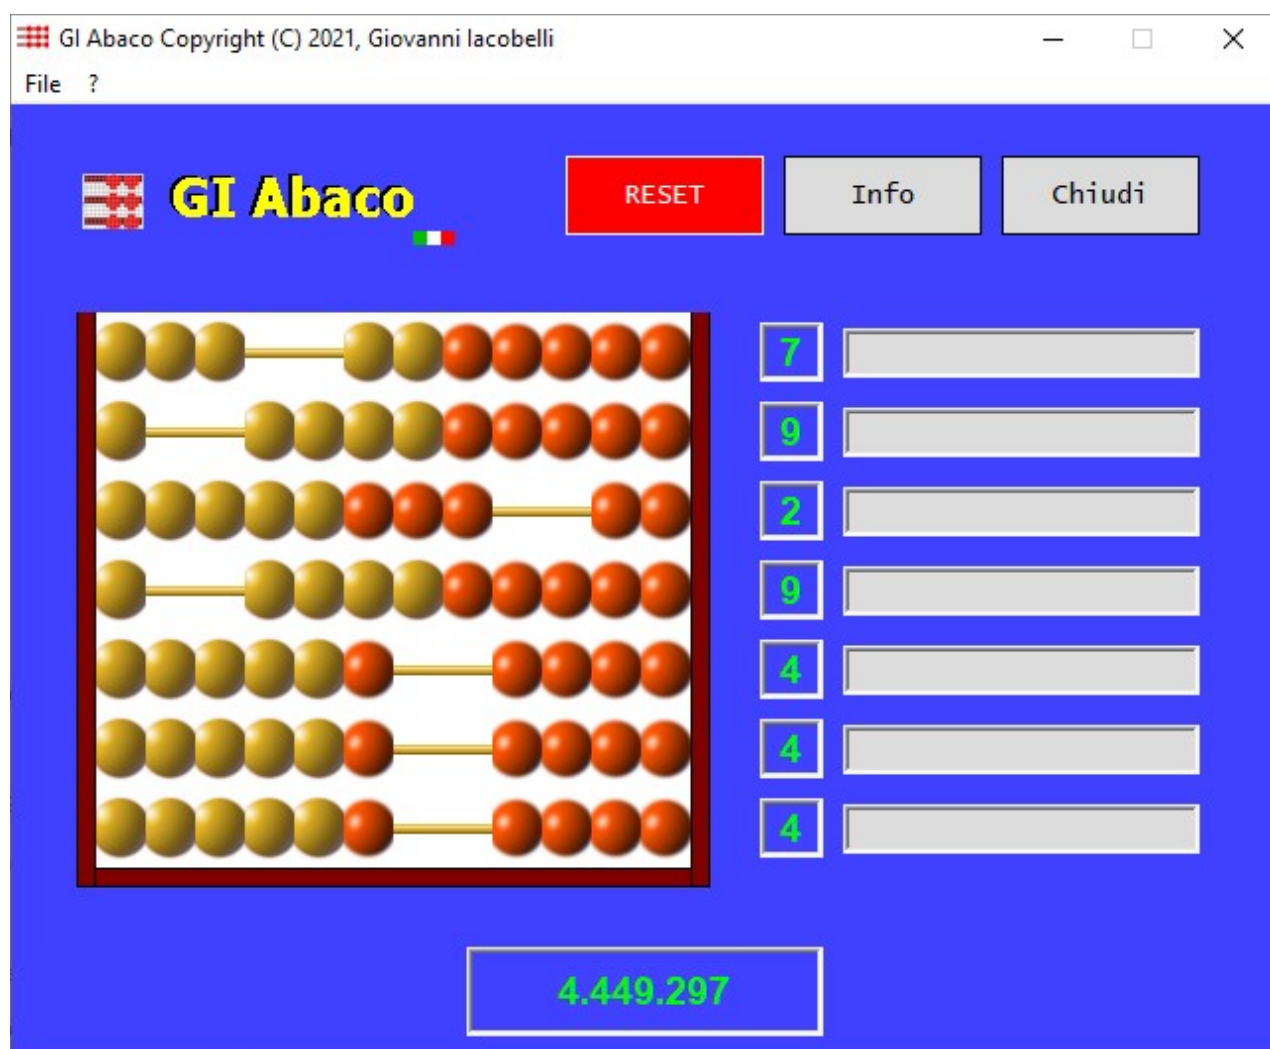 GI Abaco Copyright (C) 2021, Giovanni Iacobelli
File ?
GI Abaco
RESET Info Chiudi
7
9
2
9
4
4
4
4.449.297